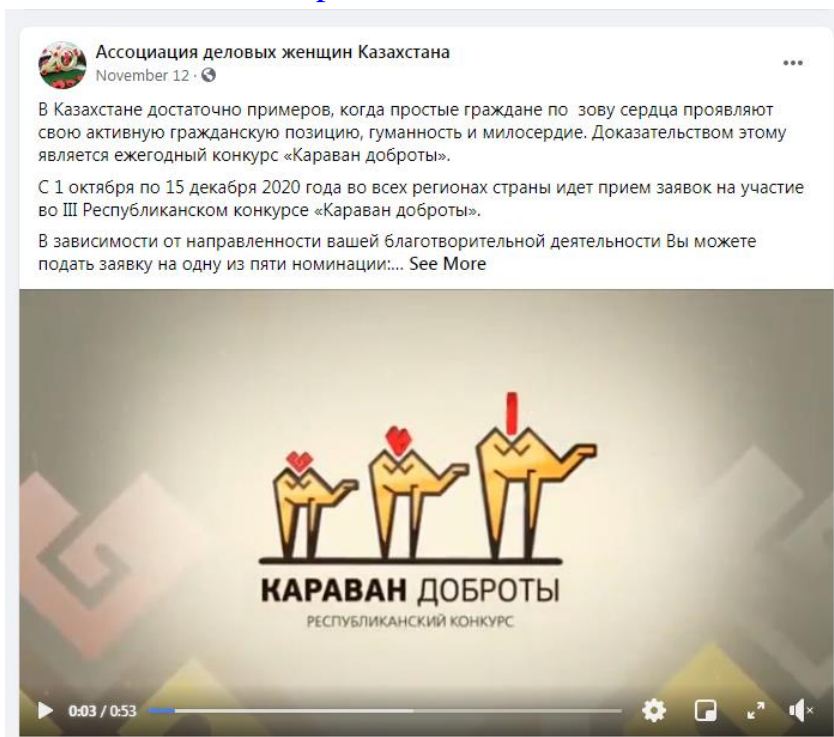 Ассоциация деловых женщин Казахстана
November 12 ·
В Казахстане достаточно примеров, когда простые граждане по зову сердца проявляют
свою активную гражданскую позицию, гуманность и милосердие. Доказательством этому
является ежегодный конкурс «Караван доброты».
С 1 октября по 15 декабря 2020 года во всех регионах страны идет прием заявок на участие
во III Республиканском конкурсе «Караван доброты».
В зависимости от направленности вашей благотворительной деятельности Вы можете
подать заявку на одну из пяти номинации:... See More
КАРАВАН ДОБРОТЫ
РЕСПУБЛИКАНСКИЙ КОНКУРС
0:03 / 0:53